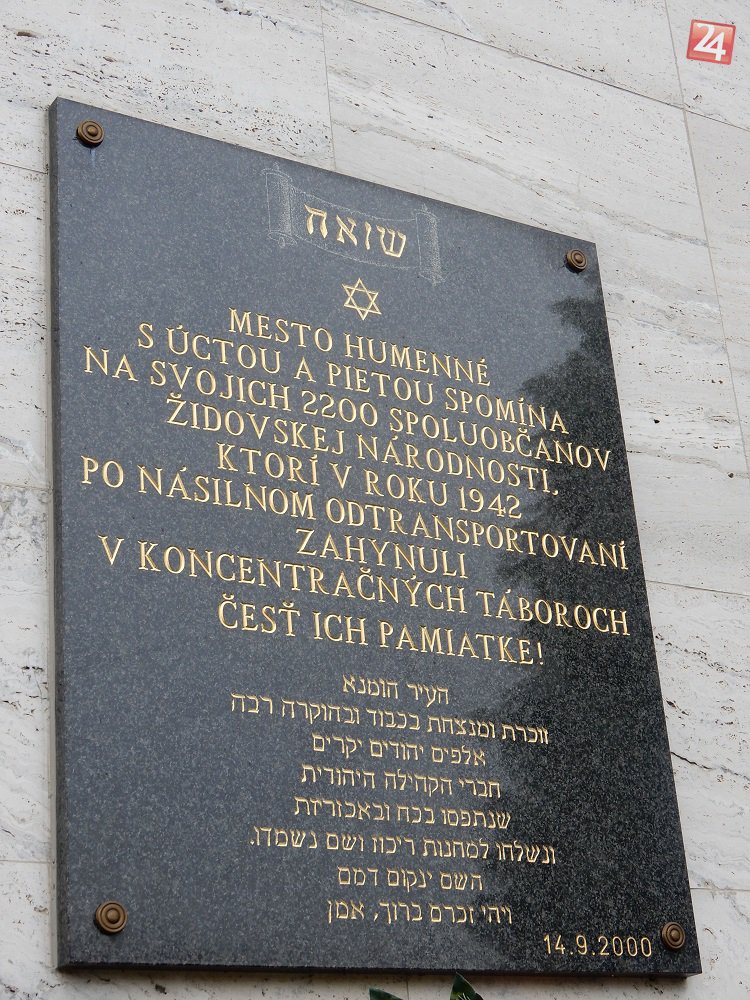 24
שואה
MESTO HUMENNÉ
S ÚCTOU A PIETOU SPOMÍNA
NA SVOJICH 2200 SPOLUOBČANOV
ŽIDOVSKEJ NÁRODNOSTI,
KTORÍ V ROKU 1942
PO NÁSILNOM ODTRANSPORTOVANÍ
ZAHYNULI
V KONCENTRAČNÝCH TÁBOROCH
ČESŤ ICH PAMIATKE!
העיר הומנא
זוכרת ומנצחת בכבוד ובהוקרה רבה
אלפים יהודים יקרים
חברי הקהילה היהודית
שנתפסו בכח ובאכזריות
ונשלחו למחנות ריכוז ושם נשמדו.
השם ינקום דמם
ויהי זכרם ברוך, אמן
14.9.2000